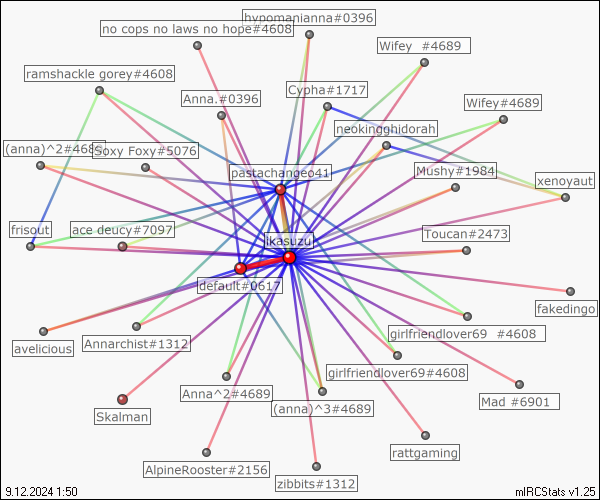 hypomanianna#0396
no cops no laws no hope#4608
Wifey #4689
ramshackle gorey#4608
Cypha#1717
Anna.#0396
Wifey#4689
neokingghidorah
(anna)^2#4689
Soxy Foxy#5076
pastachangeo41
Mushy#1984
xenoyaut
frisout
ace deucy#7097
ikasuzu
Toucan#2473
default#0617
fakedingo
girlfriendlover69 #4608
avelicious
Annarchist#1312
girlfriendlover69#4608
Anna^2#4689
(anna)^3#4689
Mad #6901
Skalman
rattgaming
AlpineRooster#2156
zibbits#1312
9.12.2024 1:50
mIRCStats v1.25